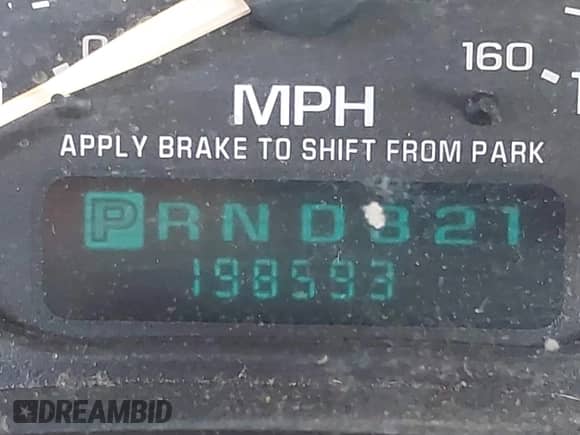 0
160
MPH
APPLY BRAKE TO SHIFT FROM PARK
P R N D 3 2 1
198593
DREAMBID